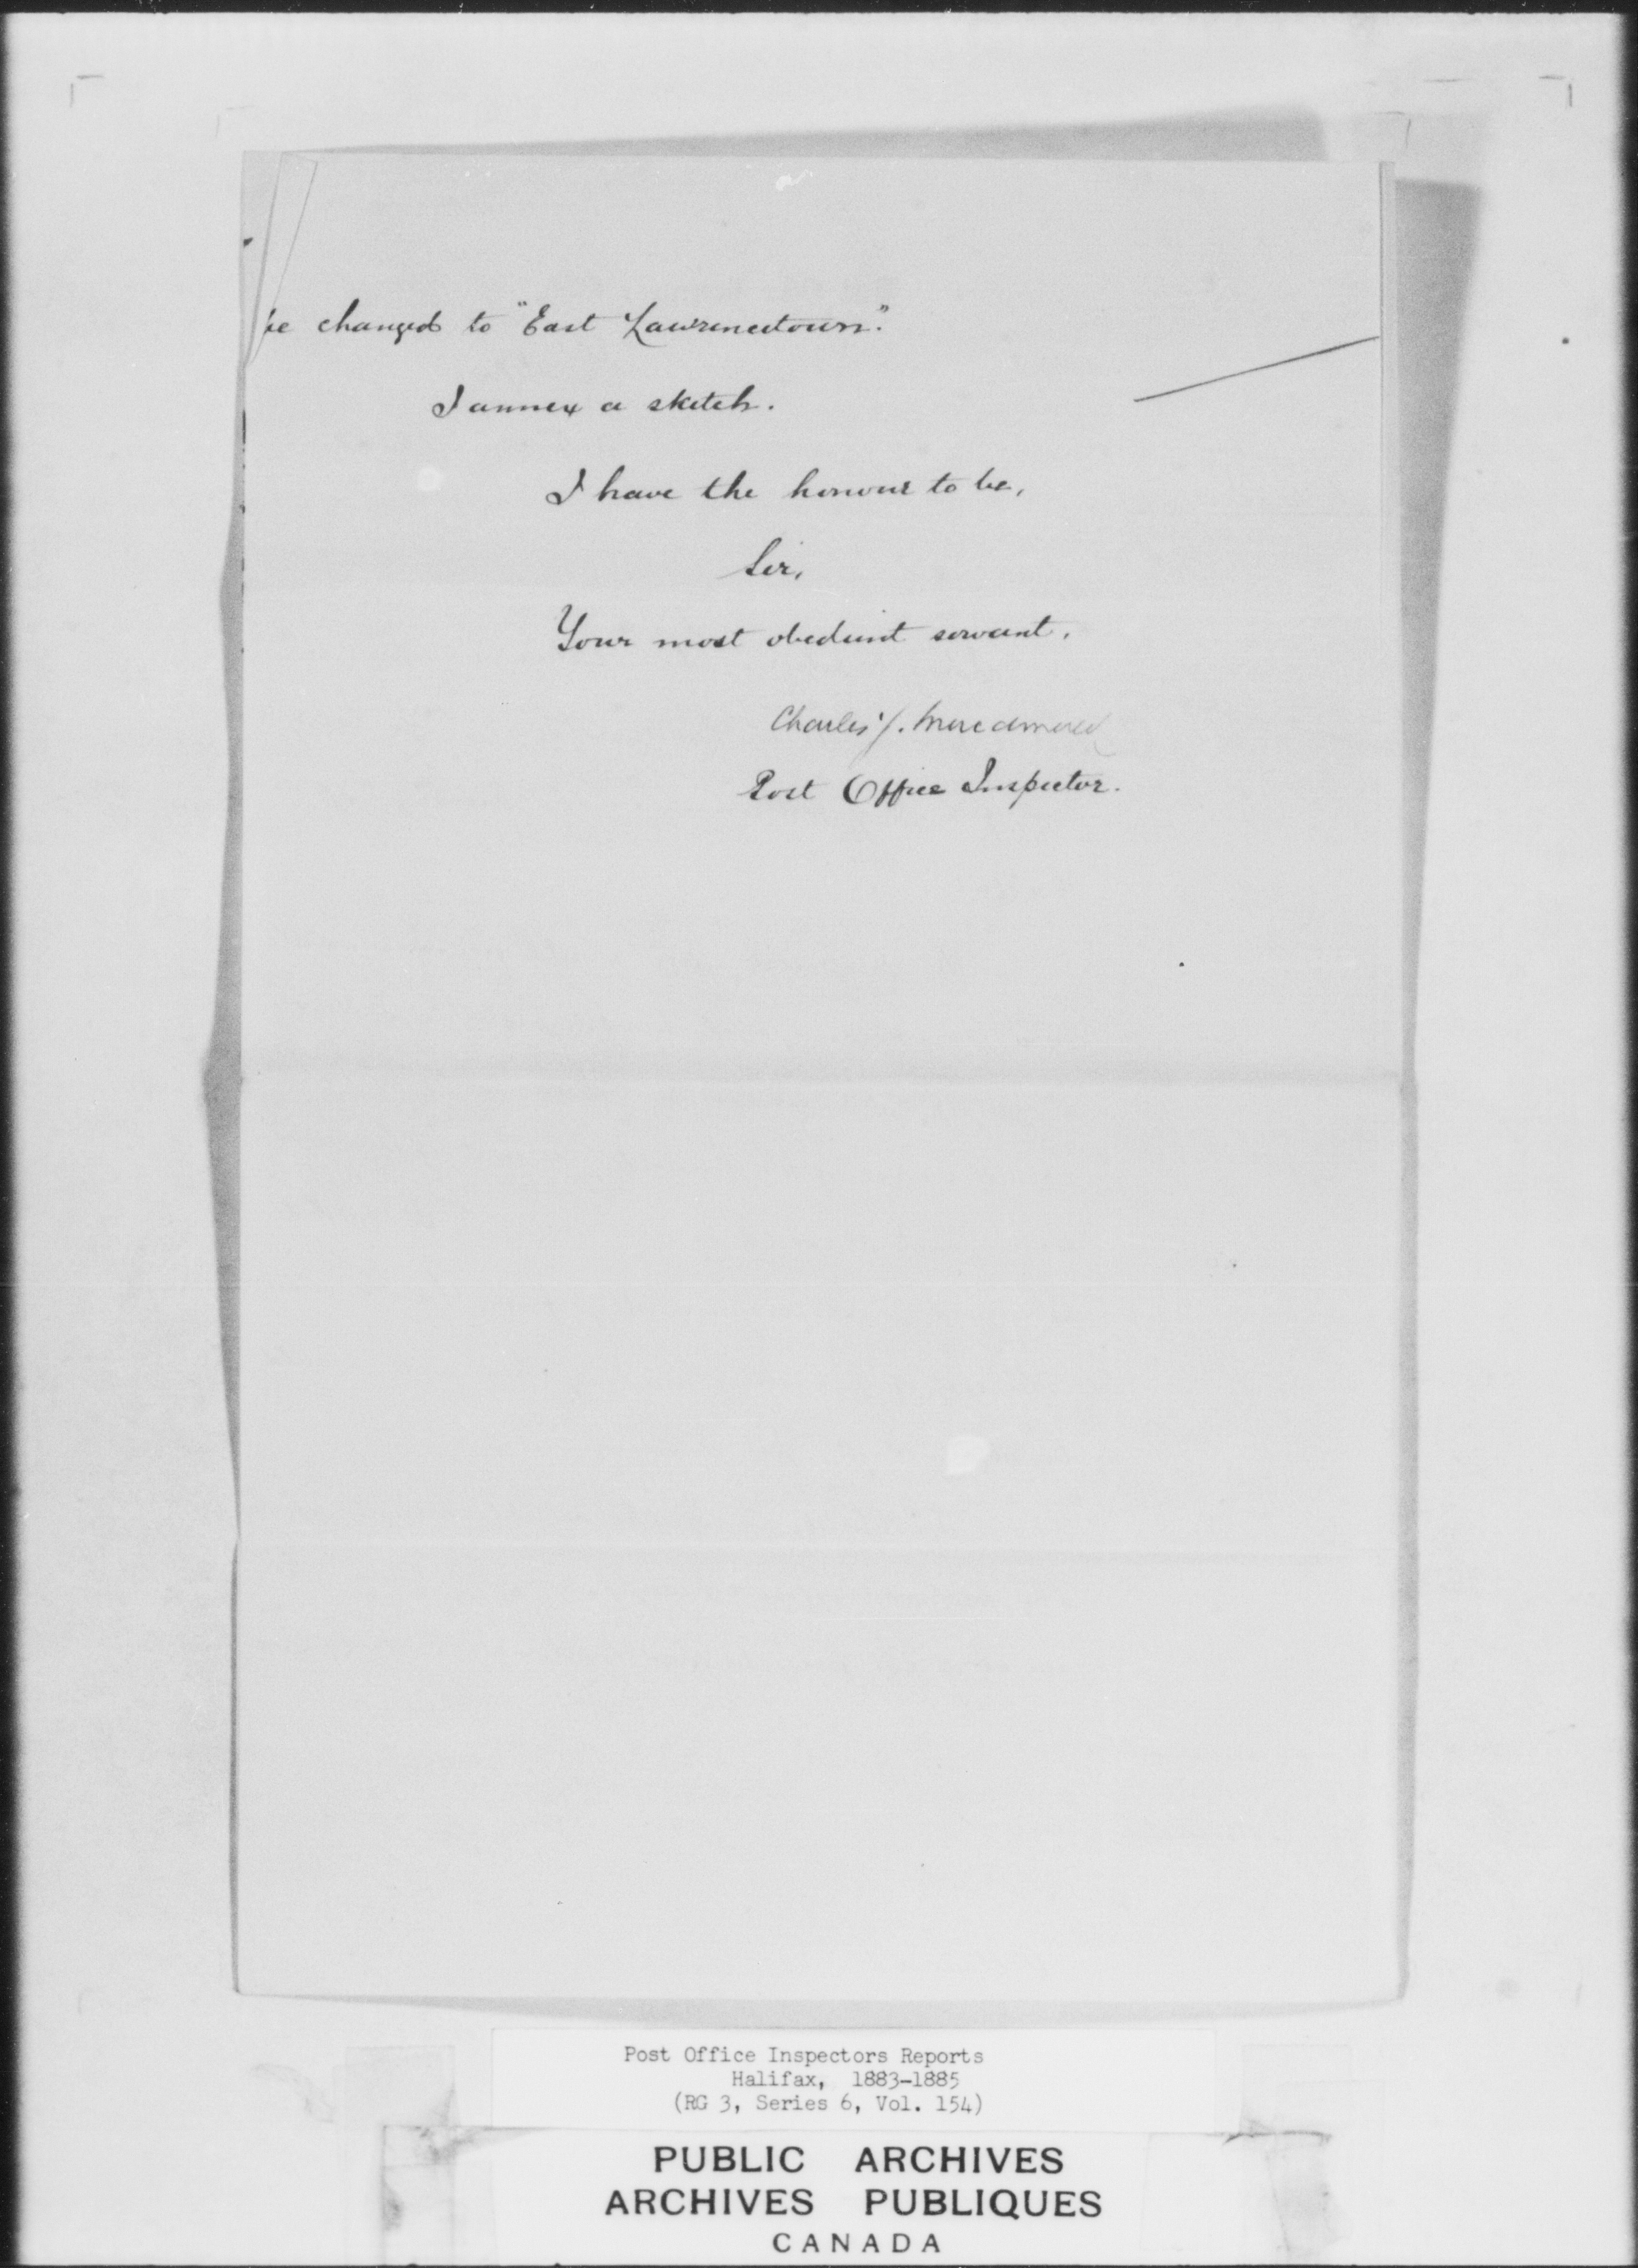 be changed to "East Lawrencetown".
I annex a sketch.
I have the honour to be,
Sir,
Your most obedient servant,
Charles J. Macdonald
Post Office Inspector.
Post Office Inspectors Reports
Halifax, 1883-1885
(RG 3, Series 6, Vol. 154)
PUBLIC ARCHIVES
ARCHIVES PUBLIQUES
CANADA